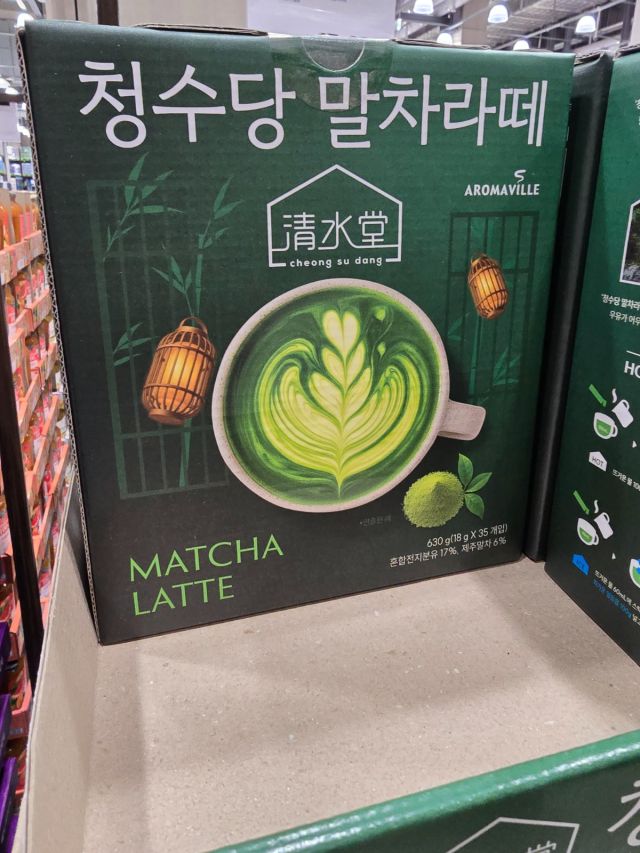 청수당 말차라떼
AROMAVILLE
清水堂
cheong su dang
630 g(18 g X 35 개입)
혼합전지분유 17%, 제주말차 6%
MATCHA
LATTE
HOT